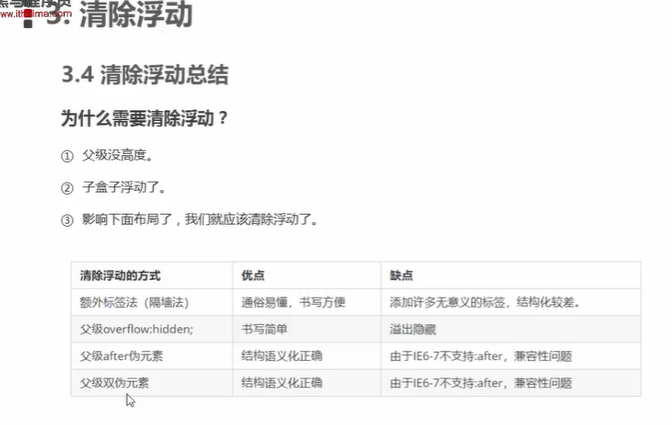 www.itheima.com
3. 清除浮动
3.4 清除浮动总结
为什么需要清除浮动？
① 父级没高度。
② 子盒子浮动了。
③ 影响下面布局了，我们就应该清除浮动了。
清除浮动的方式 优点 缺点
额外标签法（隔墙法） 通俗易懂，书写方便 添加许多无意义的标签，结构化较差。
父级overflow:hidden; 书写简单 溢出隐藏
父级after伪元素 结构语义化正确 由于IE6-7不支持:after，兼容性问题
父级双伪元素 结构语义化正确 由于IE6-7不支持:after，兼容性问题